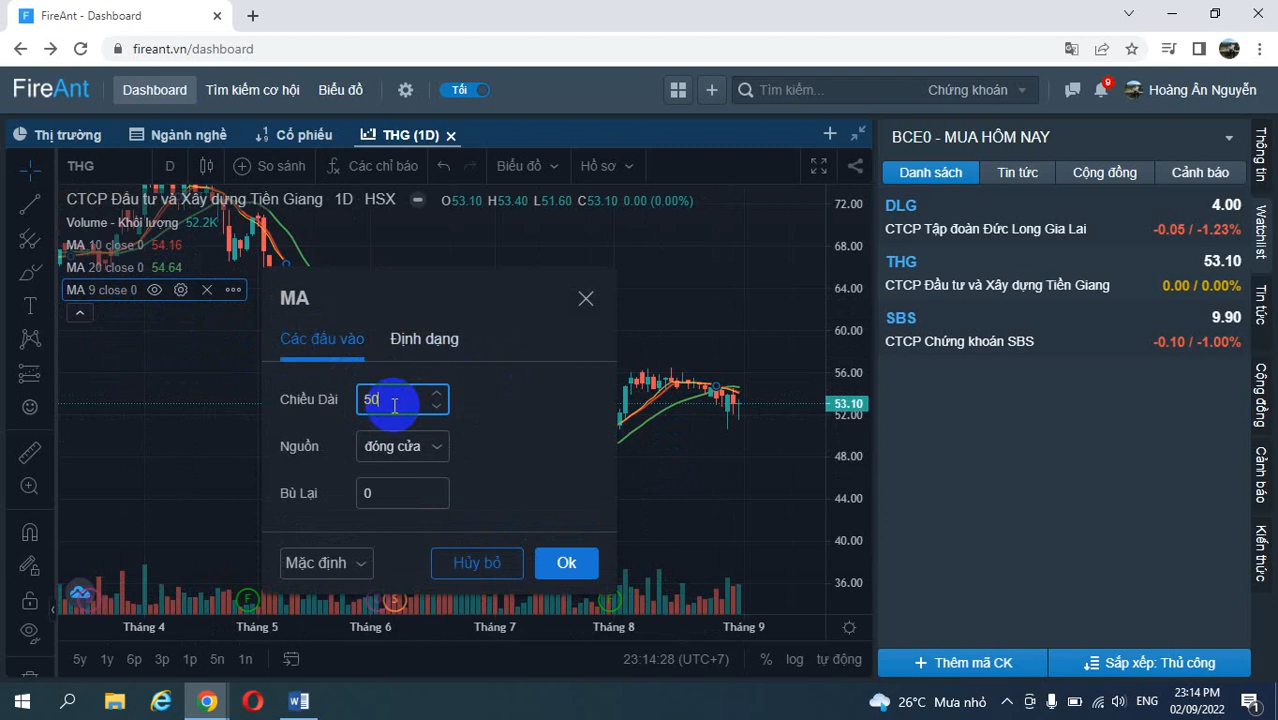 FireAnt - Dashboard
fireant.vn/dashboard
FireAnt
Dashboard
Tìm kiếm cơ hội
Biểu đồ
Tối
Tìm kiếm...
Chứng khoán
9
Hoàng Ân Nguyễn
Thị trường
Ngành nghề
Cổ phiếu
THG (1D)
THG
D
So sánh
Các chỉ báo
Biểu đồ
Hồ sơ
CTCP Đầu tư và Xây dựng Tiền Giang 1D HSX
O53.10 H53.40 L51.60 C53.10 0.00 (0.00%)
Volume - Khối lượng 52.2K
MA 10 close 0 54.16
MA 20 close 0 54.64
MA 9 close 0
MA
Các đầu vào
Định dạng
Chiều Dài
50
Nguồn
đóng cửa
Bù Lại
0
Mặc định
Hủy bỏ
Ok
72.00
68.00
64.00
60.00
56.00
53.10
52.00
48.00
44.00
40.00
36.00
F
S
Tháng 4
Tháng 5
Tháng 6
Tháng 7
Tháng 8
Tháng 9
5y
1y
6p
3p
1p
5n
1n
23:14:28 (UTC+7)
%
log
tự động
BCE0 - MUA HÔM NAY
Danh sách
Tin tức
Cộng đồng
Cảnh báo
DLG
4.00
CTCP Tập đoàn Đức Long Gia Lai
-0.05 / -1.23%
THG
53.10
CTCP Đầu tư và Xây dựng Tiền Giang
0.00 / 0.00%
SBS
9.90
CTCP Chứng khoán SBS
-0.10 / -1.00%
Thêm mã CK
Sắp xếp: Thủ công
Thông tin
Watchlist
Tin tức
Cộng đồng
Cảnh báo
Kiến thức
26°C Mưa nhỏ
ENG
23:14 PM
02/09/2022
1